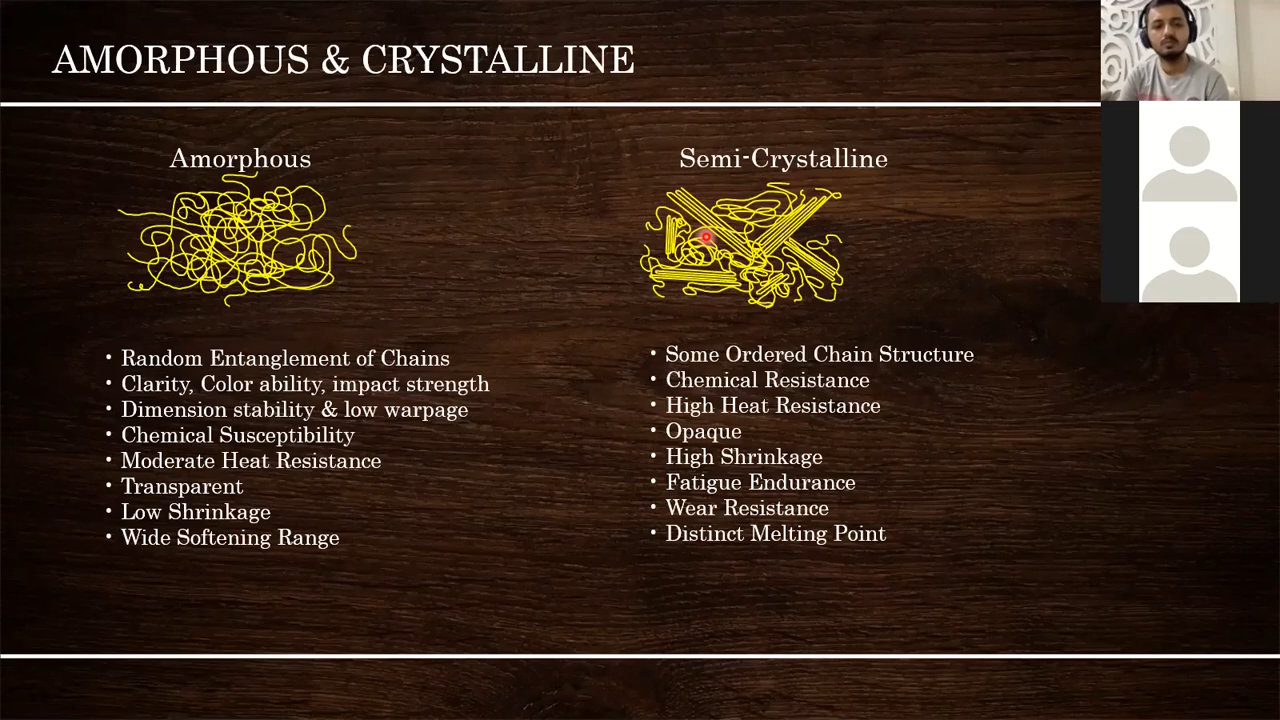 AMORPHOUS & CRYSTALLINE
Amorphous
• Random Entanglement of Chains
• Clarity, Color ability, impact strength
• Dimension stability & low warpage
• Chemical Susceptibility
• Moderate Heat Resistance
• Transparent
• Low Shrinkage
• Wide Softening Range
Semi-Crystalline
• Some Ordered Chain Structure
• Chemical Resistance
• High Heat Resistance
• Opaque
• High Shrinkage
• Fatigue Endurance
• Wear Resistance
• Distinct Melting Point